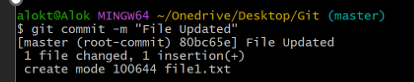 alokt@Alok MINGW64 ~/Onedrive/Desktop/Git (master)
$ git commit -m "File Updated"
[master (root-commit) 80bc65e] File Updated
 1 file changed, 1 insertion(+)
 create mode 100644 file1.txt